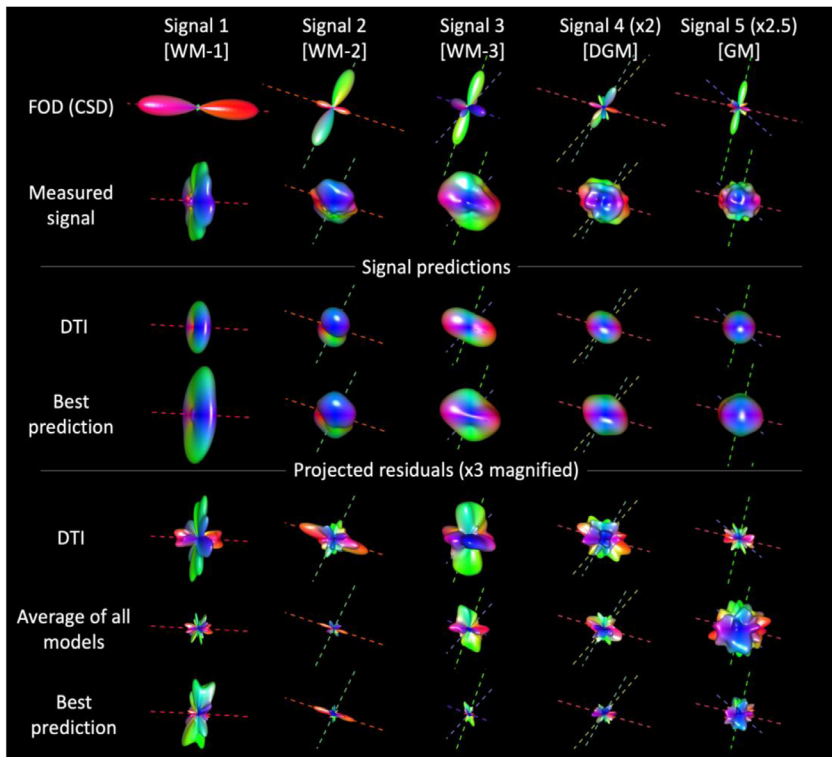 Signal 1 Signal 2 Signal 3 Signal 4 (x2) Signal 5 (x2.5)
[WM-1] [WM-2] [WM-3] [DGM] [GM]
FOD (CSD)
Measured
signal
Signal predictions
DTI
Best
prediction
Projected residuals (x3 magnified)
DTI
Average of all
models
Best
prediction